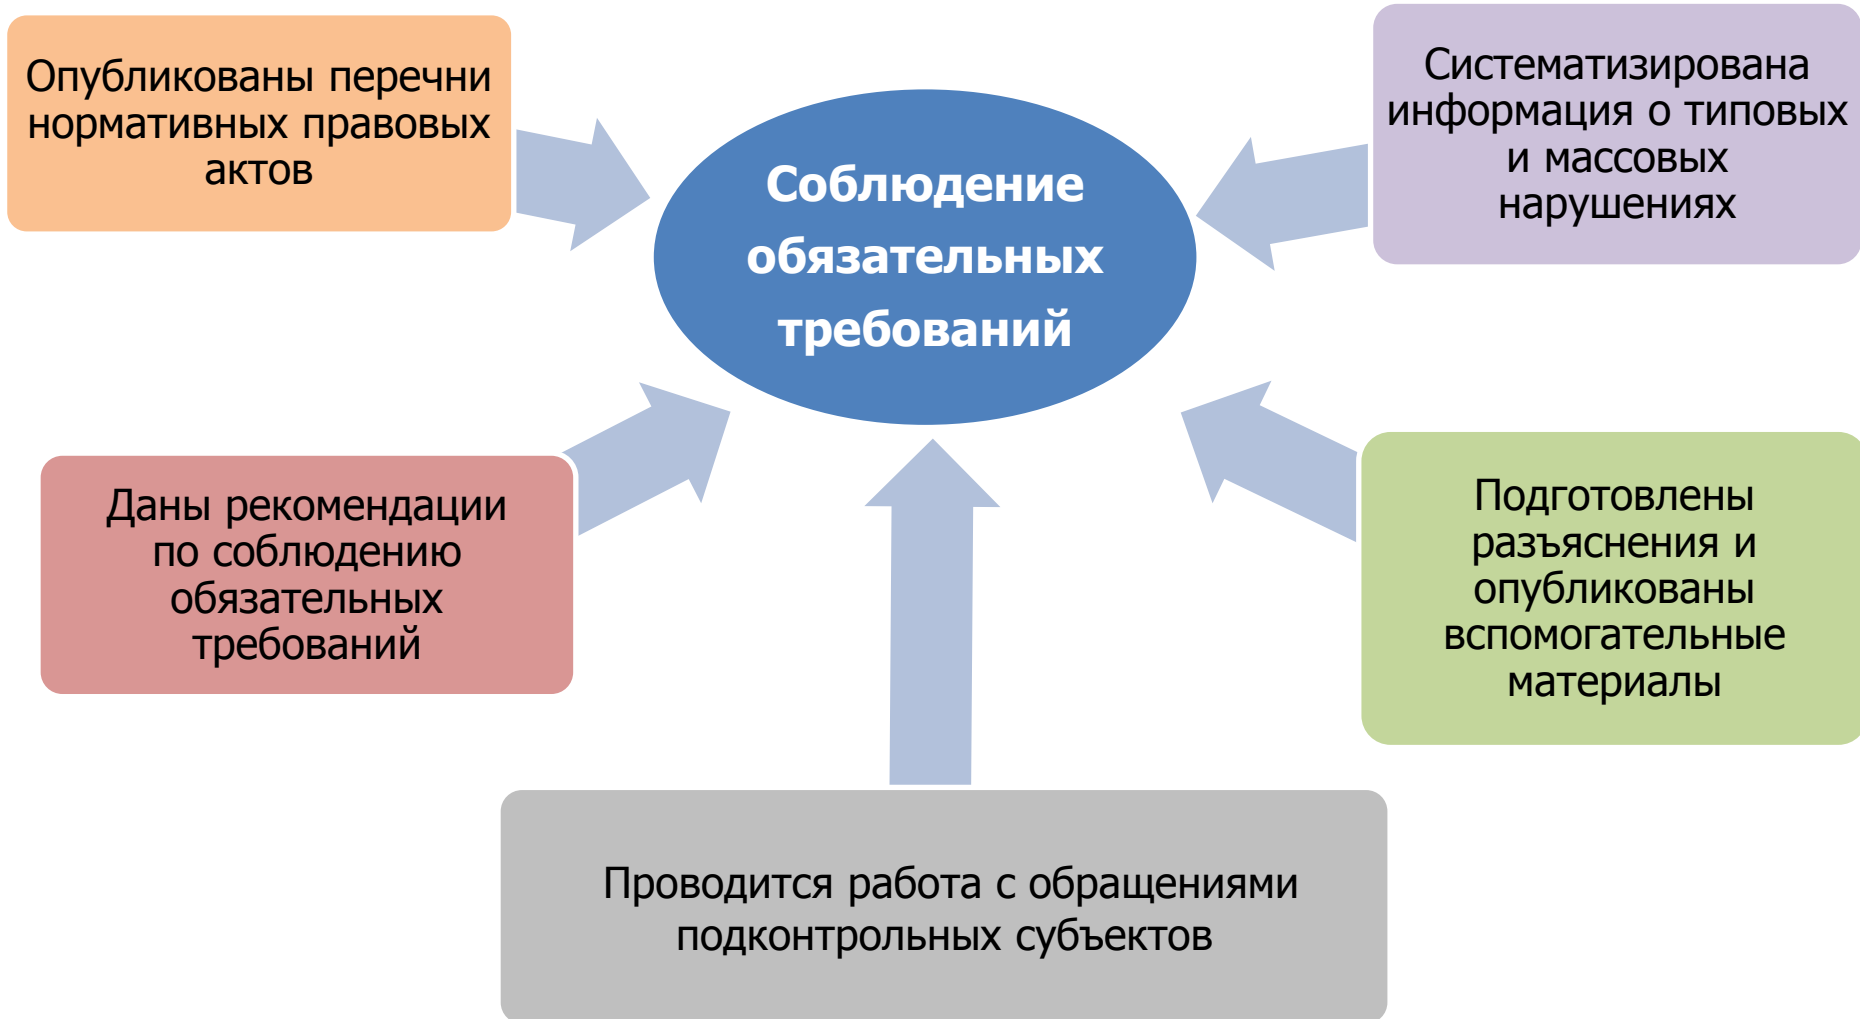 Опубликованы перечни
нормативных правовых
актов
Соблюдение
обязательных
требований
Систематизирована
информация о типовых
и массовых
нарушениях
Даны рекомендации
по соблюдению
обязательных
требований
Подготовлены
разъяснения и
опубликованы
вспомогательные
материалы
Проводится работа с обращениями
подконтрольных субъектов